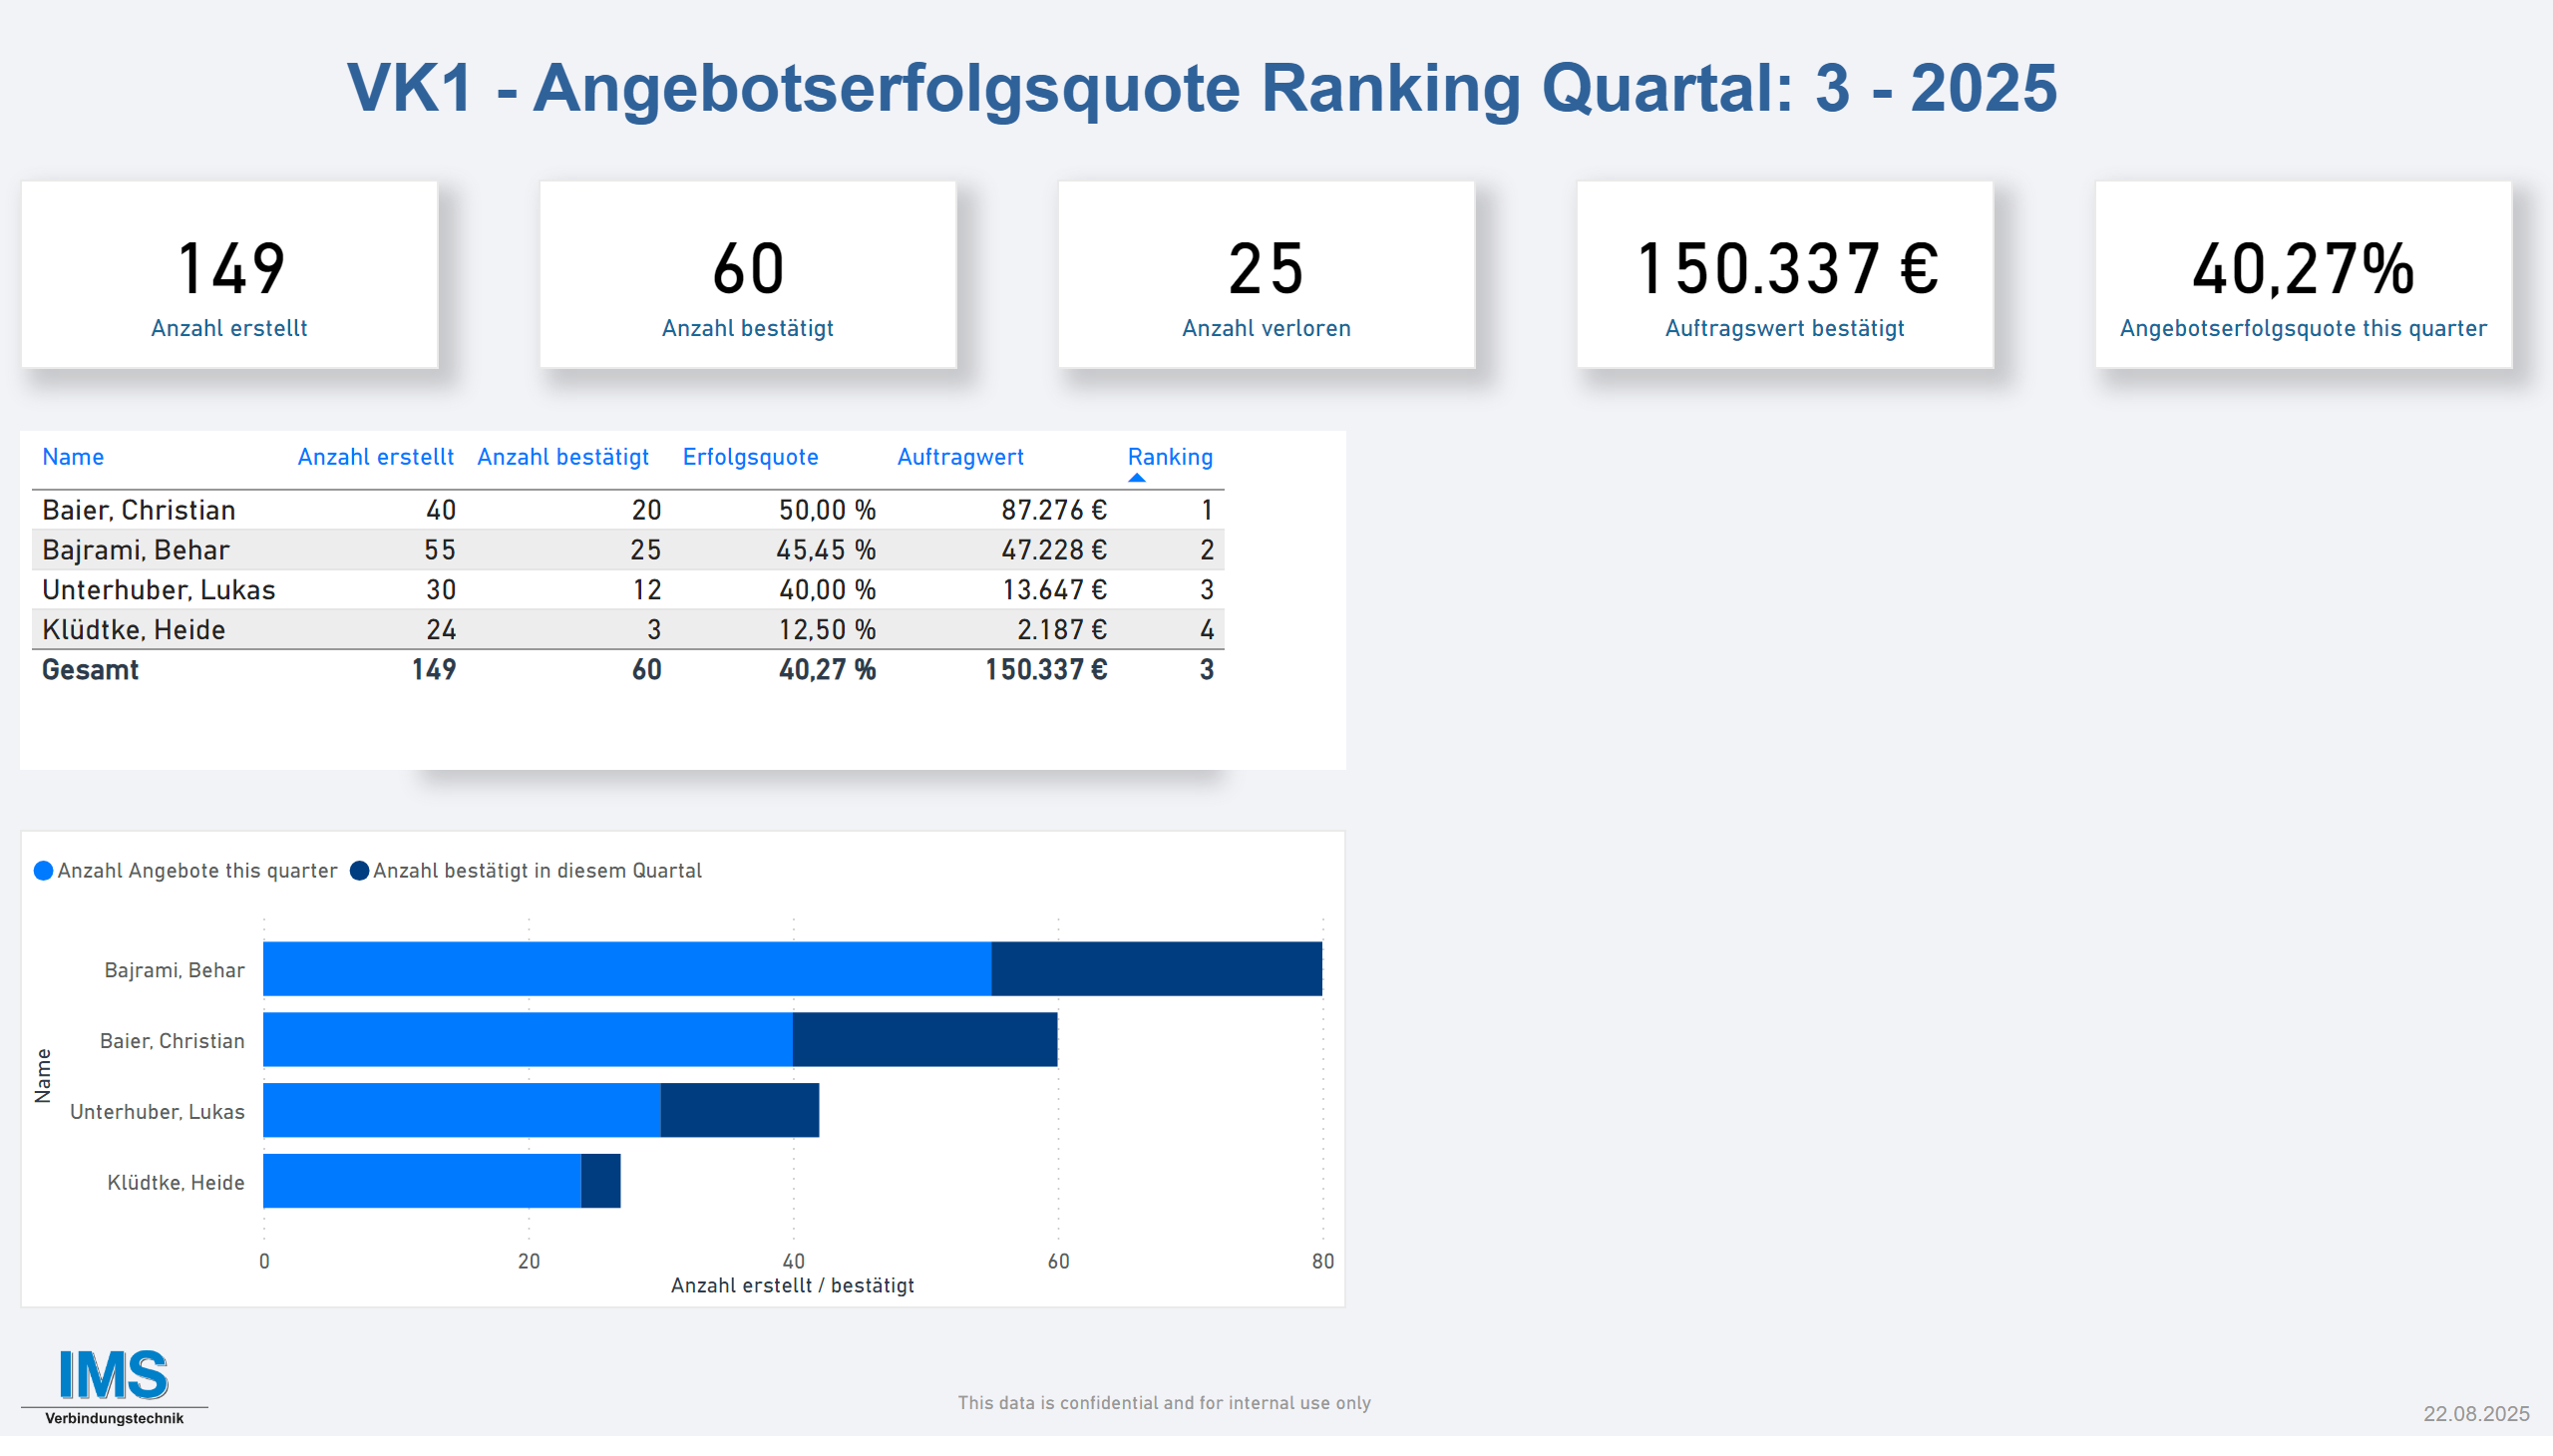 VK1 - Angebotserfolgsquote Ranking Quartal: 3 - 2025
149
Anzahl erstellt
60
Anzahl bestätigt
25
Anzahl verloren
150.337 €
Auftragswert bestätigt
40,27%
Angebotserfolgsquote this quarter
Name Anzahl erstellt Anzahl bestätigt Erfolgsquote Auftragwert Ranking
Baier, Christian 40 20 50,00 % 87.276 € 1
Bajrami, Behar 55 25 45,45 % 47.228 € 2
Unterhuber, Lukas 30 12 40,00 % 13.647 € 3
Klüdtke, Heide 24 3 12,50 % 2.187 € 4
Gesamt 149 60 40,27 % 150.337 € 3
Anzahl Angebote this quarter Anzahl bestätigt in diesem Quartal
Name
Bajrami, Behar
Baier, Christian
Unterhuber, Lukas
Klüdtke, Heide
0 20 40 60 80
Anzahl erstellt / bestätigt
IMS
Verbindungstechnik
This data is confidential and for internal use only
22.08.2025